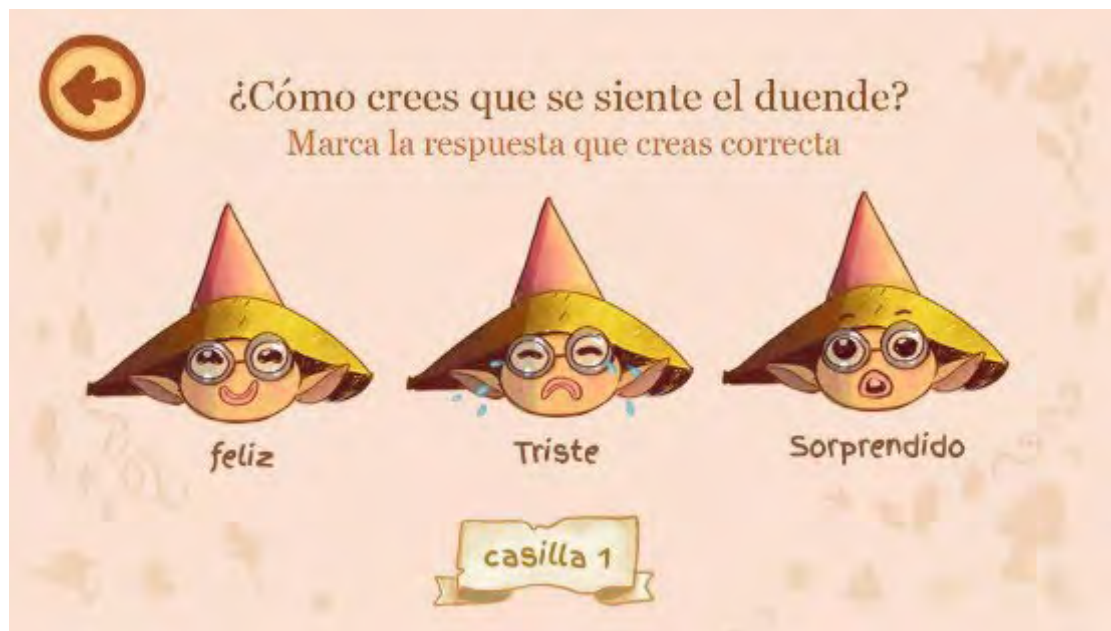 ¿Cómo crees que se siente el duende?
Marca la respuesta que creas correcta
feliz
Triste
Sorprendido
casilla 1